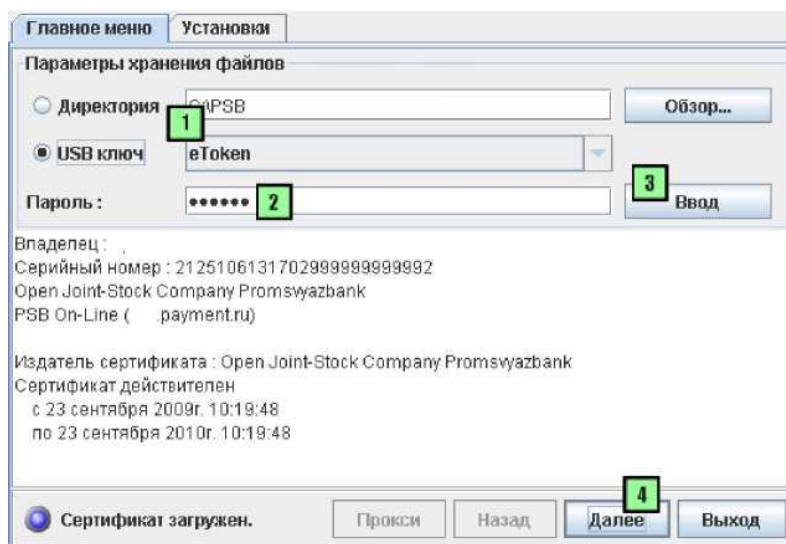 Главное меню
Установки
Параметры хранения файлов
Директория
C:\PSB
Обзор...
1
USB ключ
eToken
3
Пароль :
••••••
2
Ввод
Владелец : .
Серийный номер : 21251061317029999999999992
Open Joint-Stock Company Promsvyazbank
PSB On-Line ( .payment.ru)
Издатель сертификата : Open Joint-Stock Company Promsvyazbank
Сертификат действителен
с 23 сентября 2009г. 10:19:48
по 23 сентября 2010г. 10:19:48
4
Сертификат загружен.
Прокси
Назад
Далее
Выход